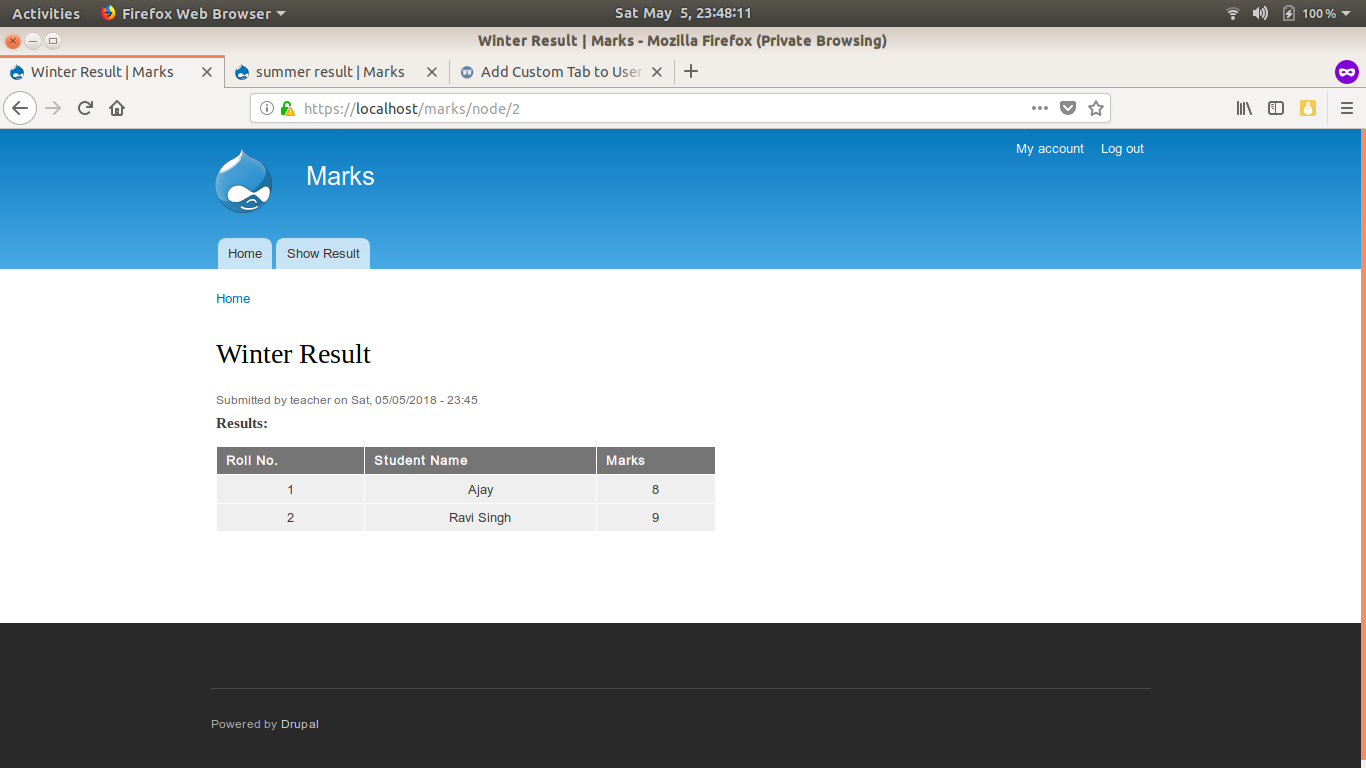 Activities Firefox Web Browser Sat May 5, 23:48:11 100 %
Winter Result | Marks - Mozilla Firefox (Private Browsing)
Winter Result | Marks summer result | Marks Add Custom Tab to User
https://localhost/marks/node/2
My account Log out
Marks
Home Show Result
Home
Winter Result
Submitted by teacher on Sat, 05/05/2018 - 23:45
Results:
Roll No. Student Name Marks
1 Ajay 8
2 Ravi Singh 9
Powered by Drupal